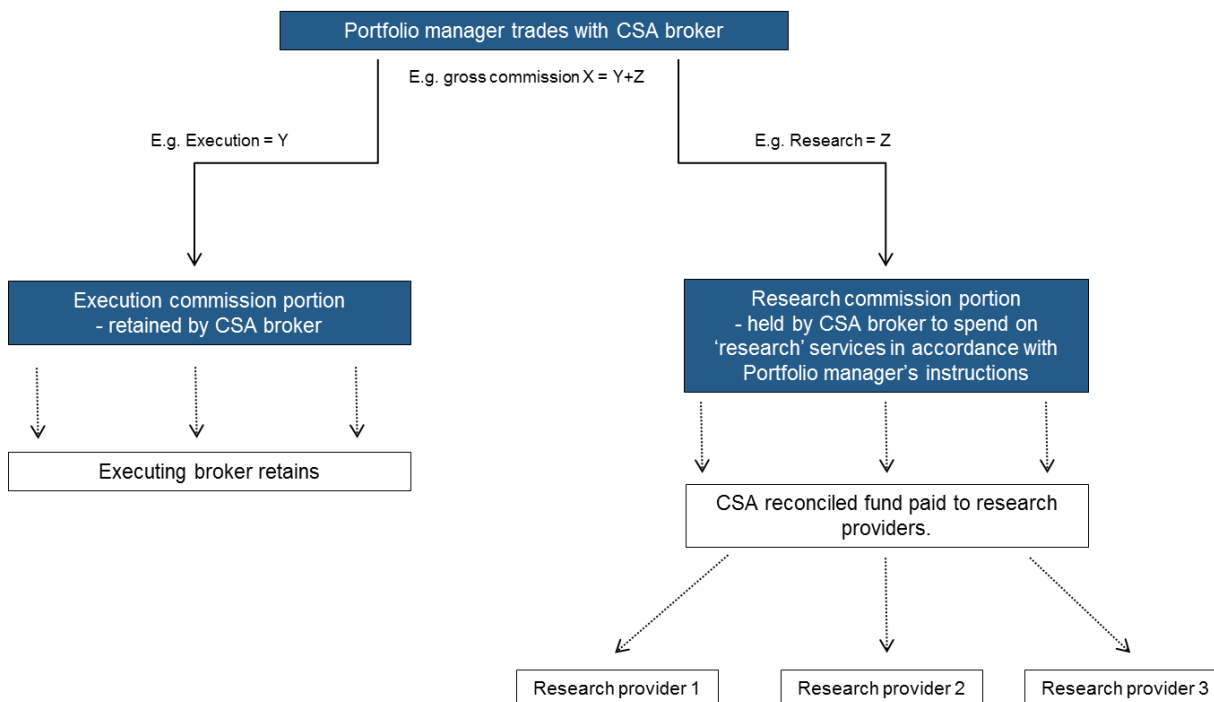 Portfolio manager trades with CSA broker
E.g. gross commission X = Y+Z
E.g. Execution = Y
E.g. Research = Z
Execution commission portion
- retained by CSA broker
Research commission portion
- held by CSA broker to spend on
‘research’ services in accordance with
Portfolio manager’s instructions
Executing broker retains
CSA reconciled fund paid to research
providers.
Research provider 1
Research provider 2
Research provider 3